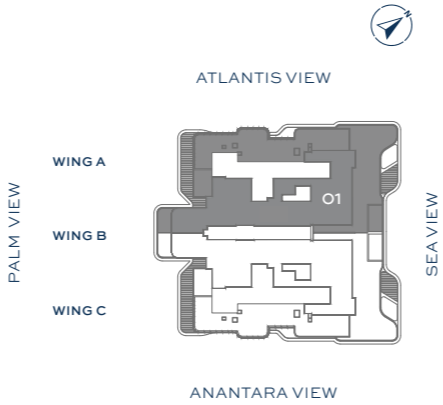 N
ATLANTIS VIEW
WING A
01
PALM VIEW
WING B
SEA VIEW
WING C
ANANTARA VIEW